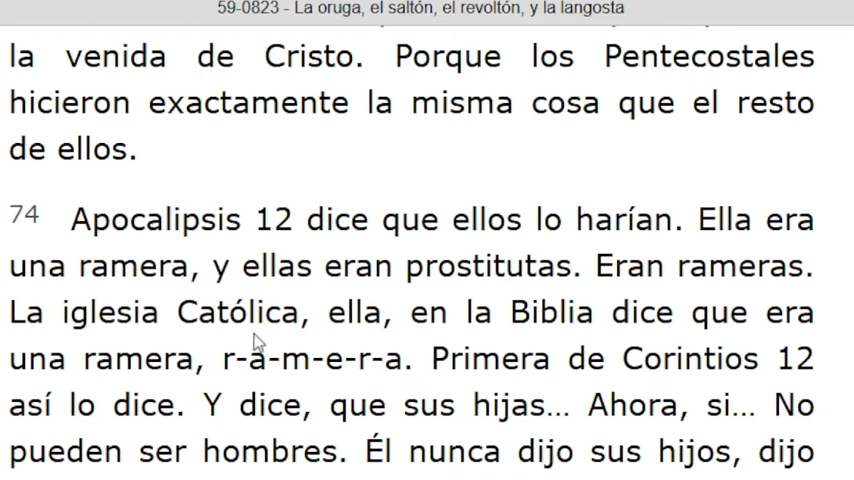 59-0823 - La oruga, el saltón, el revoltón, y la langosta
la venida de Cristo. Porque los Pentecostales
hicieron exactamente la misma cosa que el resto
de ellos.
74 Apocalipsis 12 dice que ellos lo harían. Ella era
una ramera, y ellas eran prostitutas. Eran rameras.
La iglesia Católica, ella, en la Biblia dice que era
una ramera, r-a-m-e-r-a. Primera de Corintios 12
así lo dice. Y dice, que sus hijas... Ahora, si... No
pueden ser hombres. Él nunca dijo sus hijos, dijo